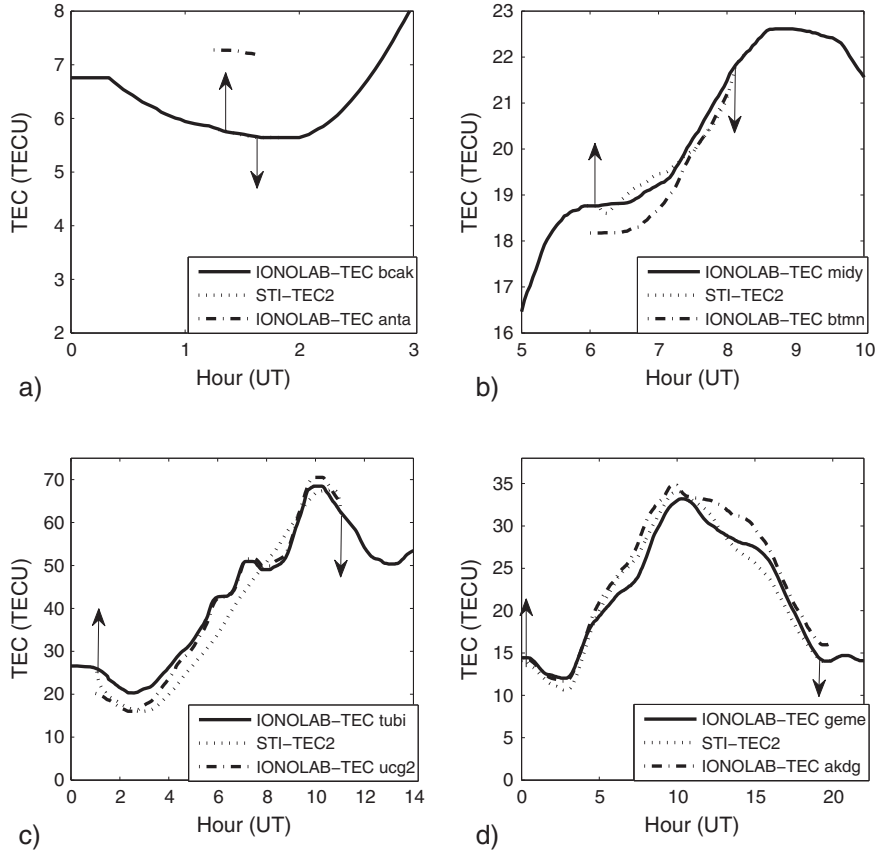 8
7
6
5
4
3
2
0
1
2
3
TEC (TECU)
Hour (UT)
IONOLAB−TEC bcak
STI−TEC2
IONOLAB−TEC anta
a)
23
22
21
20
19
18
17
16
5
6
7
8
9
10
TEC (TECU)
Hour (UT)
IONOLAB−TEC midy
STI−TEC2
IONOLAB−TEC btmn
b)
70
60
50
40
30
20
10
0
0
2
4
6
8
10
12
14
TEC (TECU)
Hour (UT)
IONOLAB−TEC tubi
STI−TEC2
IONOLAB−TEC ucg2
c)
35
30
25
20
15
10
5
0
0
5
10
15
20
TEC (TECU)
Hour (UT)
IONOLAB−TEC geme
STI−TEC2
IONOLAB−TEC akdg
d)